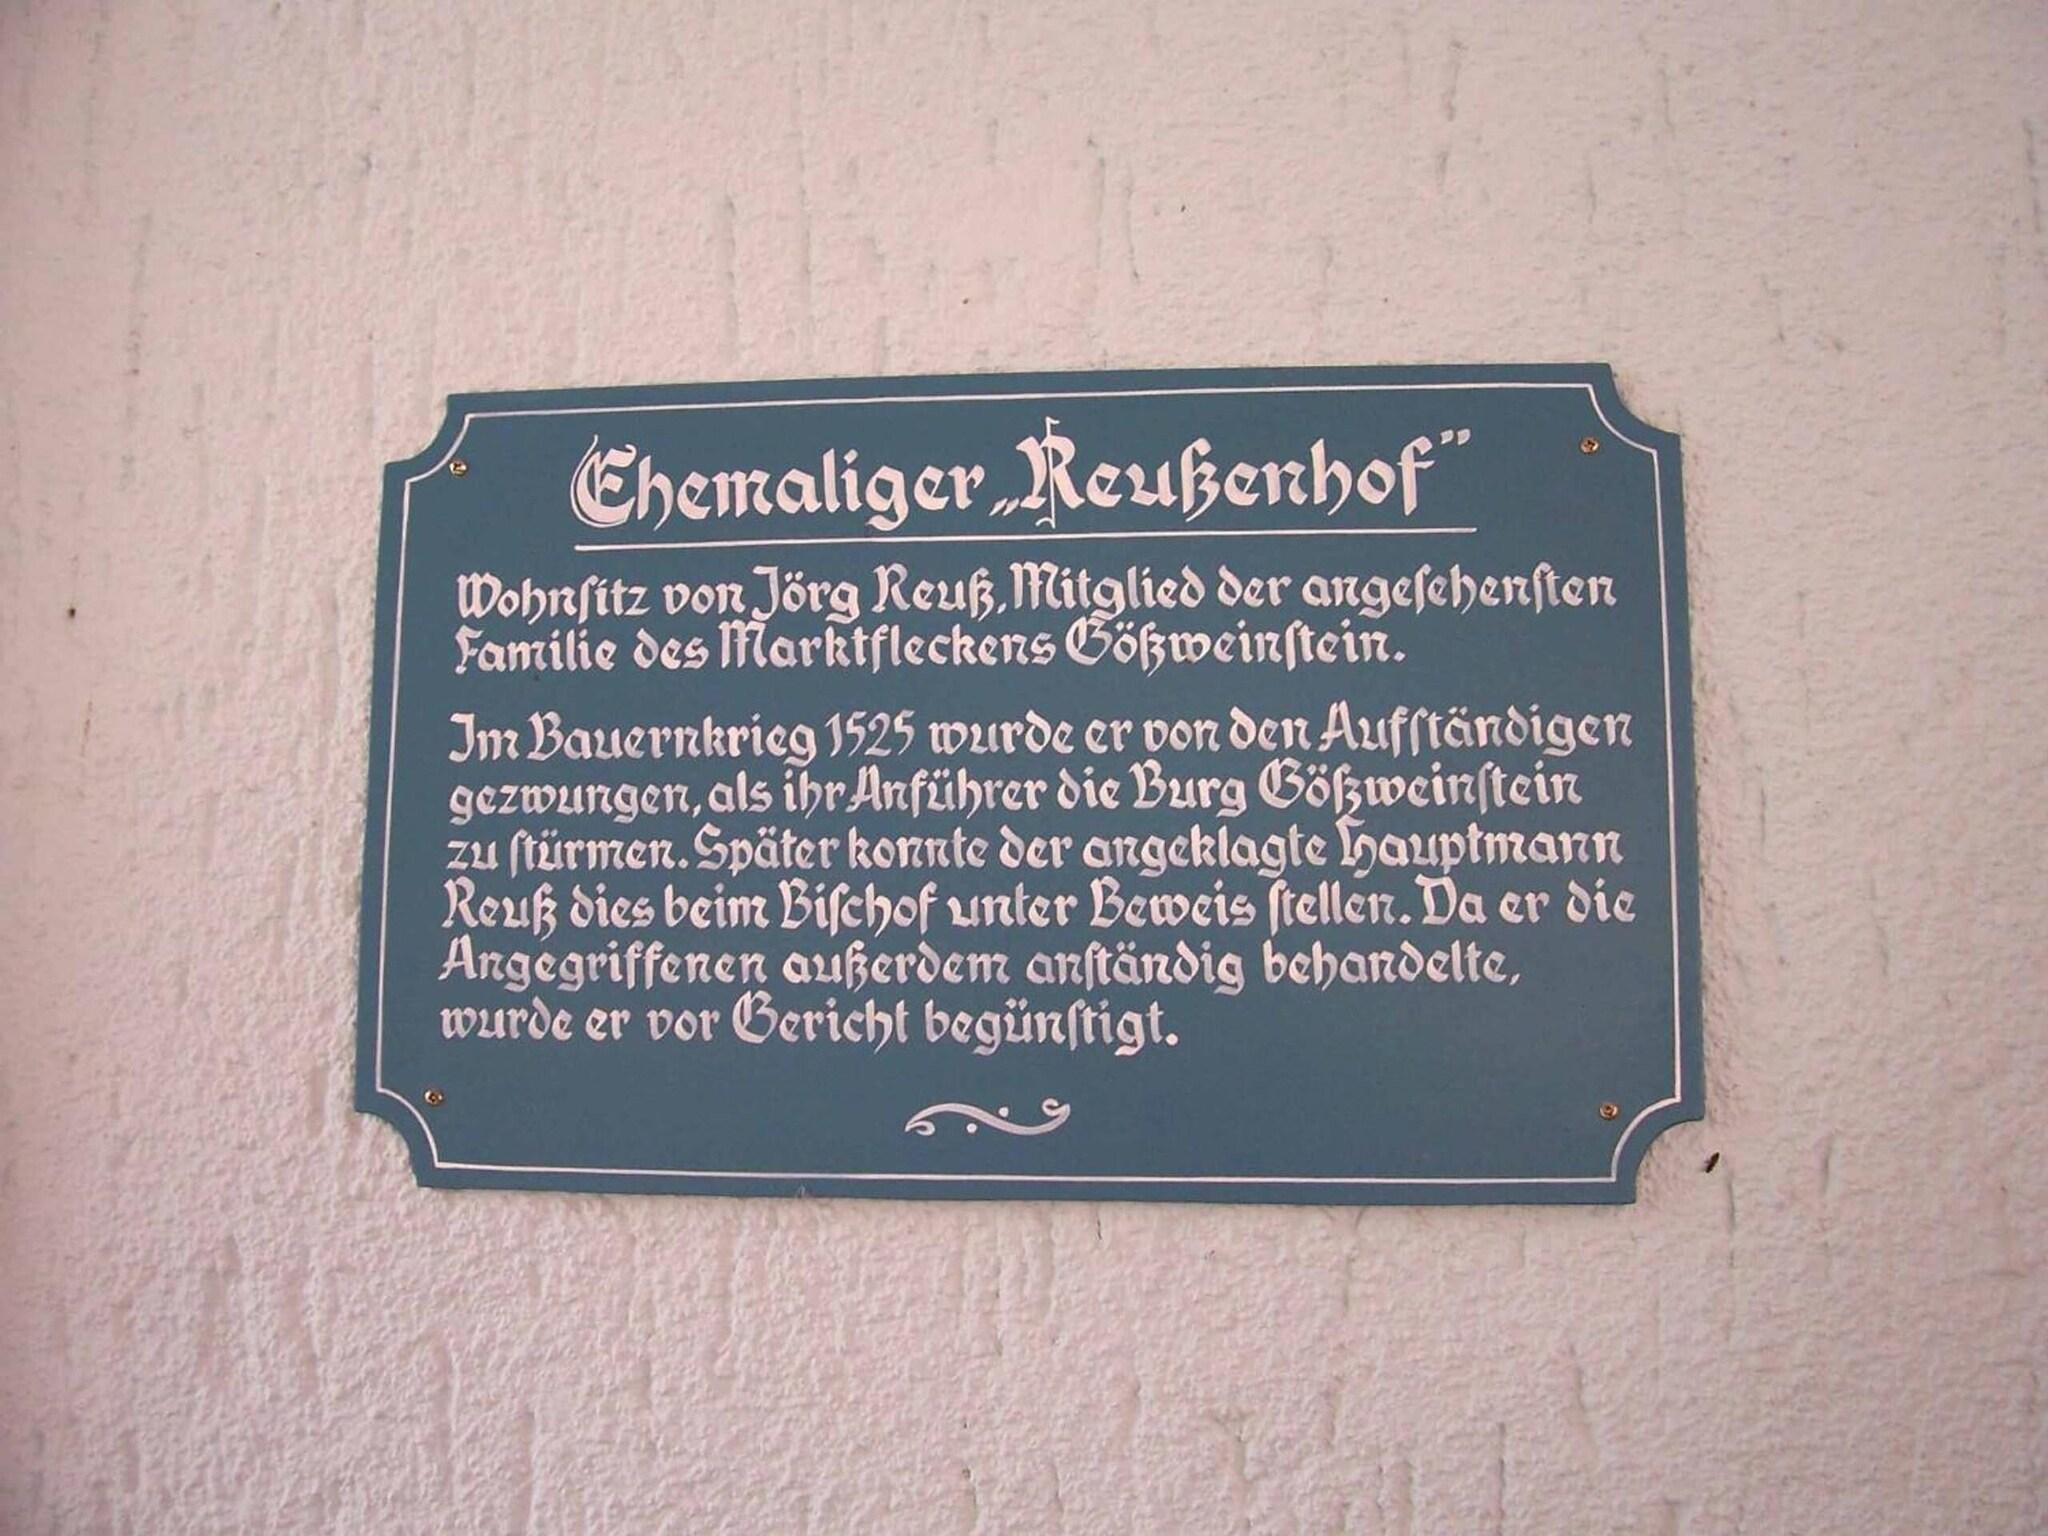 Ehemaliger „Reußenhof”
Wohnſitz von Jörg Reuß, Mitglied der angeſehenſten
Familie des Marktfleckens Gößweinſtein.
Im Bauernkrieg 1525 wurde er von den Aufſtändigen
gezwungen, als ihr Anführer die Burg Gößweinſtein
zu ſtürmen. Später konnte der angeklagte Hauptmann
Reuß dies beim Biſchof unter Beweis ſtellen. Da er die
Angegriffenen außerdem anſtändig behandelte,
wurde er vor Gericht begünſtigt.